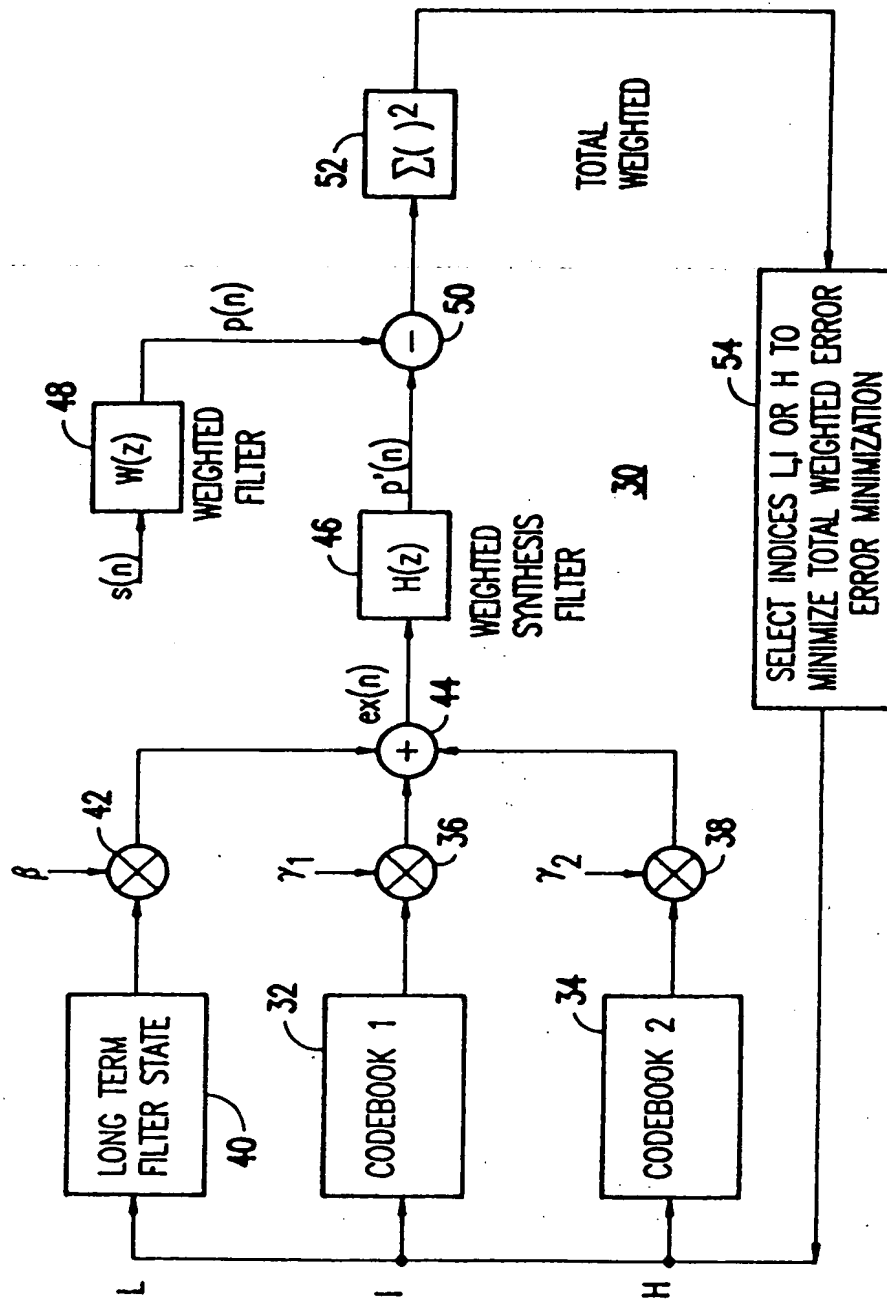 L
LONG TERM
FILTER STATE
40
β
42
I
CODEBOOK 1
32
γ1
36
H
CODEBOOK 2
34
γ2
38
ex(n)
44
s(n)
W(z)
48
WEIGHTED
FILTER
p(n)
H(z)
46
WEIGHTED
SYNTHESIS
FILTER
p'(n)
50
Σ( )²
52
TOTAL
WEIGHTED
30
54
SELECT INDICES L,I OR H TO
MINIMIZE TOTAL WEIGHTED ERROR
ERROR MINIMIZATION